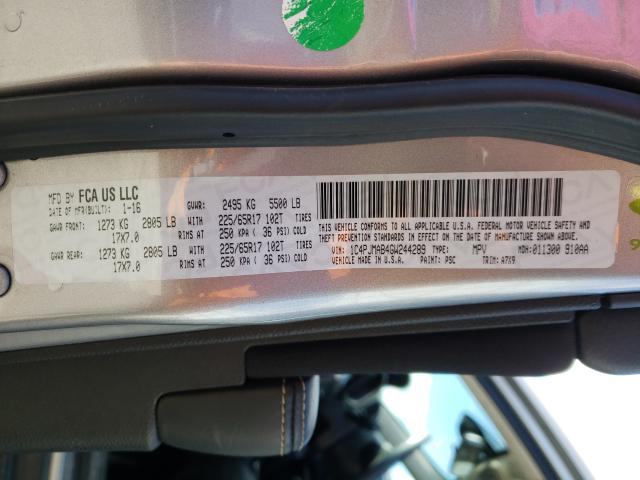 MFD BY FCA US LLC
DATE OF MFR(BUILT): 1-16 GVWR: 2495 KG 5500 LB
GAWR FRONT: 1273 KG 2805 LB WITH 225/65R17 102T TIRES
17X7.0 RIMS AT 250 KPA ( 36 PSI) COLD
GAWR REAR: 1273 KG 2805 LB WITH 225/65R17 102T TIRES
17X7.0 RIMS AT 250 KPA ( 36 PSI) COLD
THIS VEHICLE CONFORMS TO ALL APPLICABLE U.S.A. FEDERAL MOTOR VEHICLE SAFETY AND
BUMPER STANDARDS IN EFFECT ON THE DATE OF MANUFACTURE SHOWN ABOVE.
VIN: 1C4PJMAB4GW244289 TYPE: MPV MDH: 011300 910AA
VEHICLE MADE IN U.S.A. PAINT: PSC TRIM: A7X9